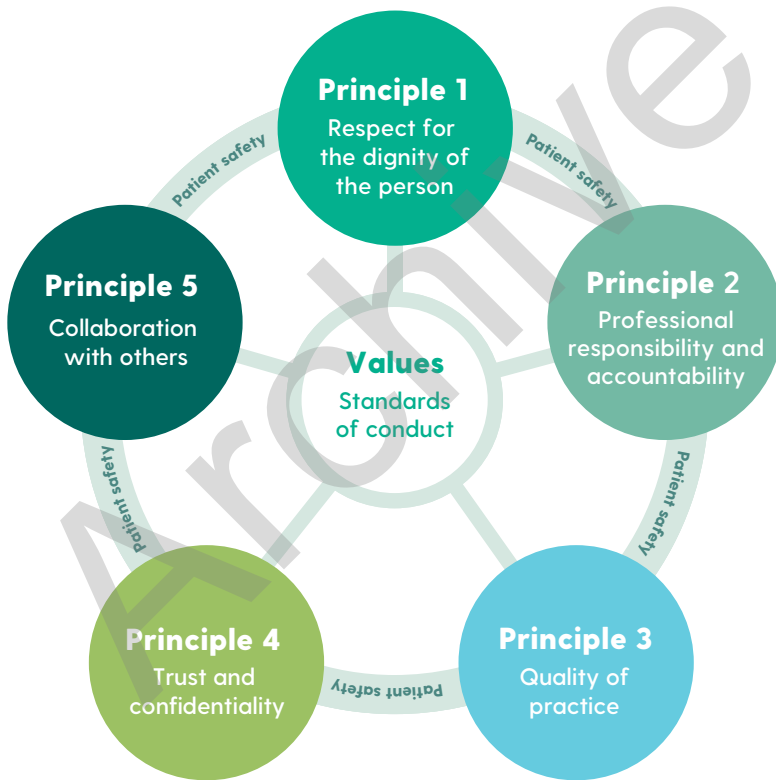 Principle 1
Respect for
the dignity of
the person
Patient safety
Principle 2
Professional
responsibility and
accountability
Patient safety
Principle 3
Quality of
practice
Patient safety
Principle 4
Trust and
confidentiality
Patient safety
Principle 5
Collaboration
with others
Patient safety
Values
Standards
of conduct
Archive